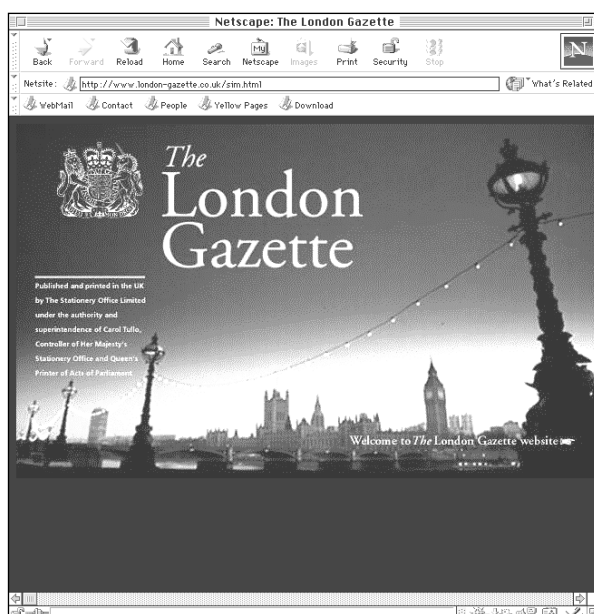 Netscape: The London Gazette
Back Forward Reload Home Search Netscape Images Print Security Stop
My
N
Netsite: http://www.london-gazette.co.uk/sim.html What's Related
WebMail Contact People Yellow Pages Download
The
London
Gazette
Published and printed in the UK
by The Stationery Office Limited
under the authority and
superintendence of Carol Tullo,
Controller of Her Majesty's
Stationery Office and Queen's
Printer of Acts of Parliament
Welcome to The London Gazette website